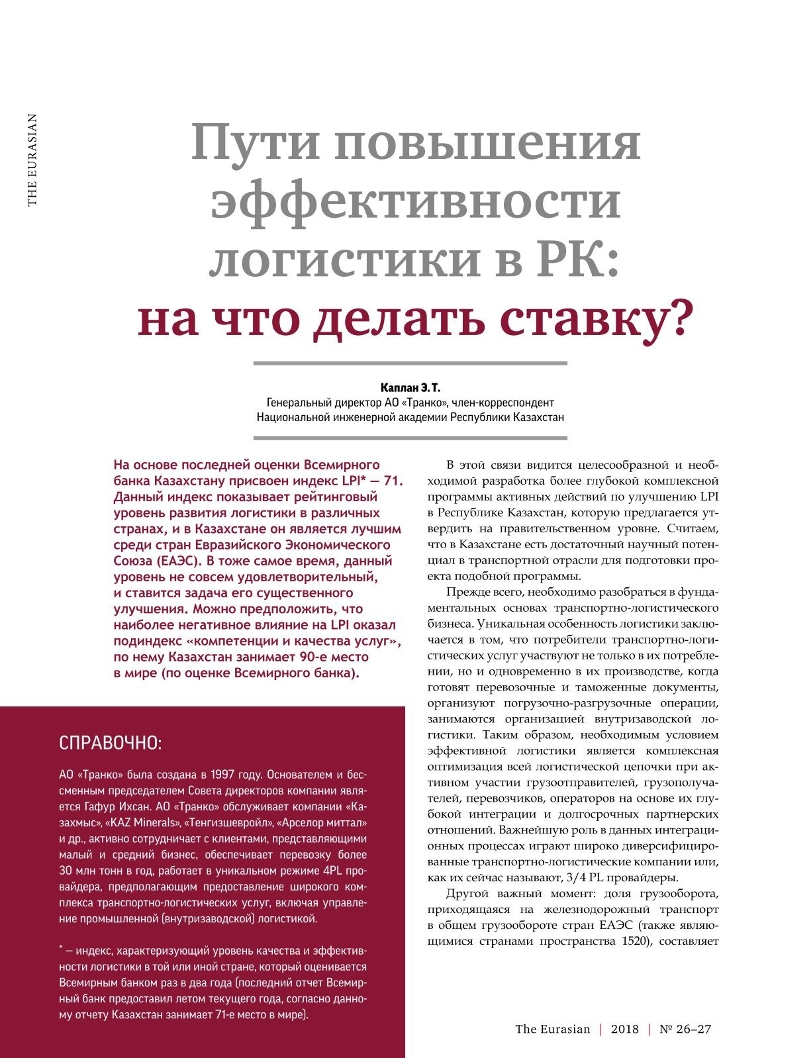 THE EURASIAN
Пути повышения
эффективности
логистики в РК:
на что делать ставку?
Каплан Э. Т.
Генеральный директор АО «Транко», член-корреспондент
Национальной инженерной академии Республики Казахстан
На основе последней оценки Всемирного
банка Казахстану присвоен индекс LPI* — 71.
Данный индекс показывает рейтинговый
уровень развития логистики в различных
странах, и в Казахстане он является лучшим
среди стран Евразийского Экономического
Союза (ЕАЭС). В тоже самое время, данный
уровень не совсем удовлетворительный,
и ставится задача его существенного
улучшения. Можно предположить, что
наиболее негативное влияние на LPI оказал
подиндекс «компетенции и качества услуг»,
по нему Казахстан занимает 90-е место
в мире (по оценке Всемирного банка).
СПРАВОЧНО:
АО «Транко» была создана в 1997 году. Основателем и бес-
сменным председателем Совета директоров компании явля-
ется Гафур Ихсан. АО «Транко» обслуживает компании «Ка-
захмыс», «KAZ Minerals», «Тенгизшевройл», «Арселор миттал»
и др., активно сотрудничает с клиентами, представляющими
малый и средний бизнес, обеспечивает перевозку более
30 млн тонн в год, работает в уникальном режиме 4PL про-
вайдера, предполагающим предоставление широкого ком-
плекса транспортно-логистических услуг, включая управле-
ние промышленной (внутризаводской) логистикой.
* — индекс, характеризующий уровень качества и эффектив-
ности логистики в той или иной стране, который оценивается
Всемирным банком раз в два года (последний отчет Всемир-
ный банк предоставил летом текущего года, согласно данно-
му отчету Казахстан занимает 71-е место в мире).
В этой связи видится целесообразной и необ-
ходимой разработка более глубокой комплексной
программы активных действий по улучшению LPI
в Республике Казахстан, которую предлагается ут-
вердить на правительственном уровне. Считаем,
что в Казахстане есть достаточный научный потен-
циал в транспортной отрасли для подготовки про-
екта подобной программы.
Прежде всего, необходимо разобраться в фунда-
ментальных основах транспортно-логистического
бизнеса. Уникальная особенность логистики заклю-
чается в том, что потребители транспортно-логи-
стических услуг участвуют не только в их потребле-
нии, но и одновременно в их производстве, когда
готовят перевозочные и таможенные документы,
организуют погрузочно-разгрузочные операции,
занимаются организацией внутризаводской ло-
гистики. Таким образом, необходимым условием
эффективной логистики является комплексная
оптимизация всей логистической цепочки при ак-
тивном участии грузоотправителей, грузополуча-
телей, перевозчиков, операторов на основе их глу-
бокой интеграции и долгосрочных партнерских
отношений. Важнейшую роль в данных интеграци-
онных процессах играют широко диверсифициро-
ванные транспортно-логистические компании или,
как их сейчас называют, 3/4 PL провайдеры.
Другой важный момент: доля грузооборота,
приходящаяся на железнодорожный транспорт
в общем грузообороте стран ЕАЭС (также являю-
щимися странами пространства 1520), составляет
The Eurasian | 2018 | № 26–27